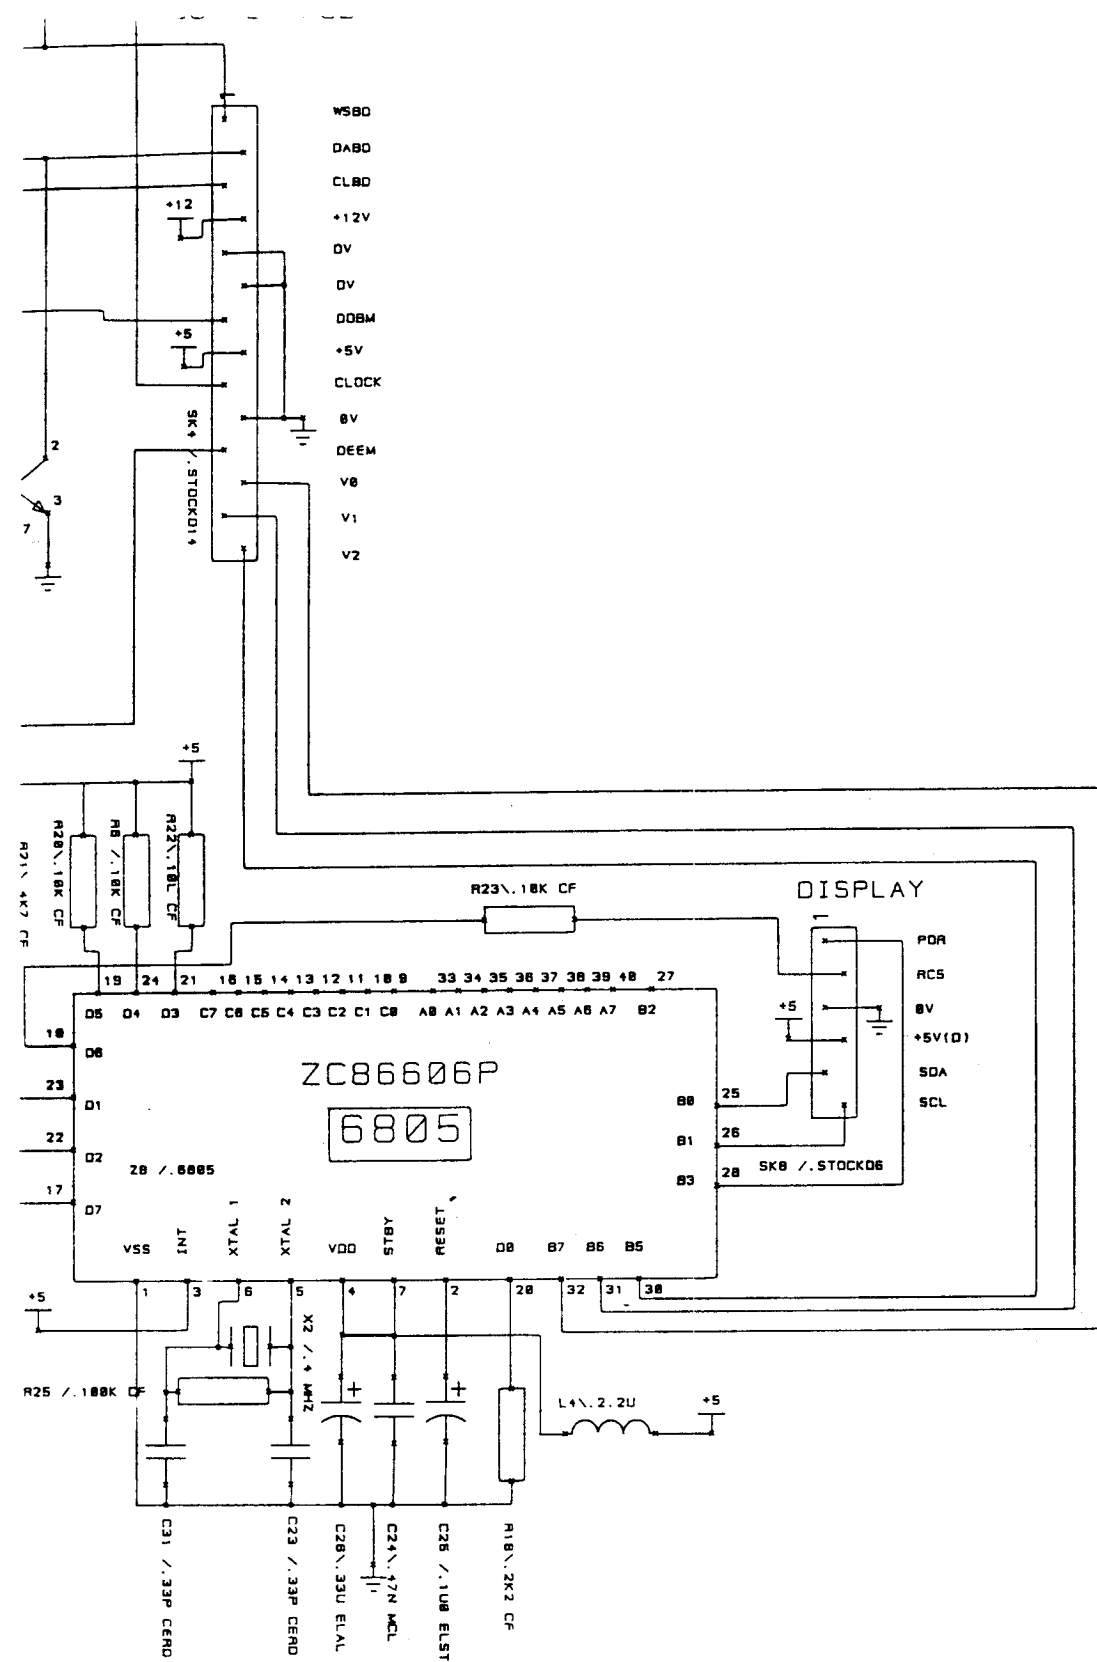 WSBD
DABD
CLBD
+12
+12V
0V
0V
DOBM
+5
+5V
CLOCK
0V
SK4 /.STOCKO14
DEEM
2
V0
3
V1
7
V2
+5
R21\ 4K7 CF
R20\.10K CF
R6 /.10K CF
R22\.10L CF
R23\.10K CF
DISPLAY
1
PDR
RC5
0V
+5
+5V(D)
SDA
SCL
19 24 21 16 15 14 13 12 11 10 9 33 34 35 36 37 38 39 40 27
D5 D4 D3 C7 C6 C5 C4 C3 C2 C1 C0 A0 A1 A2 A3 A4 A5 A6 A7 B2
18
D6
ZC86606P
6805
23
D1
B0 25
22
D2
B1 26
Z8 /.6805
SK8 /.STOCKO6
17
D7
B3 28
VSS INT XTAL 1 XTAL 2 VDD STBY RESET D0 B7 B6 B5
1 3 6 5 4 7 2 20 32 31 30
+5
X2 /.4 MHZ
R25 /.100K CF
+
+
L4\.2.2U
+5
C31 /.33P CERD
C23 /.33P CERD
C28\.33U ELAL
C24\.47N MCL
C25 /.1U0 ELST
R18\.2K2 CF